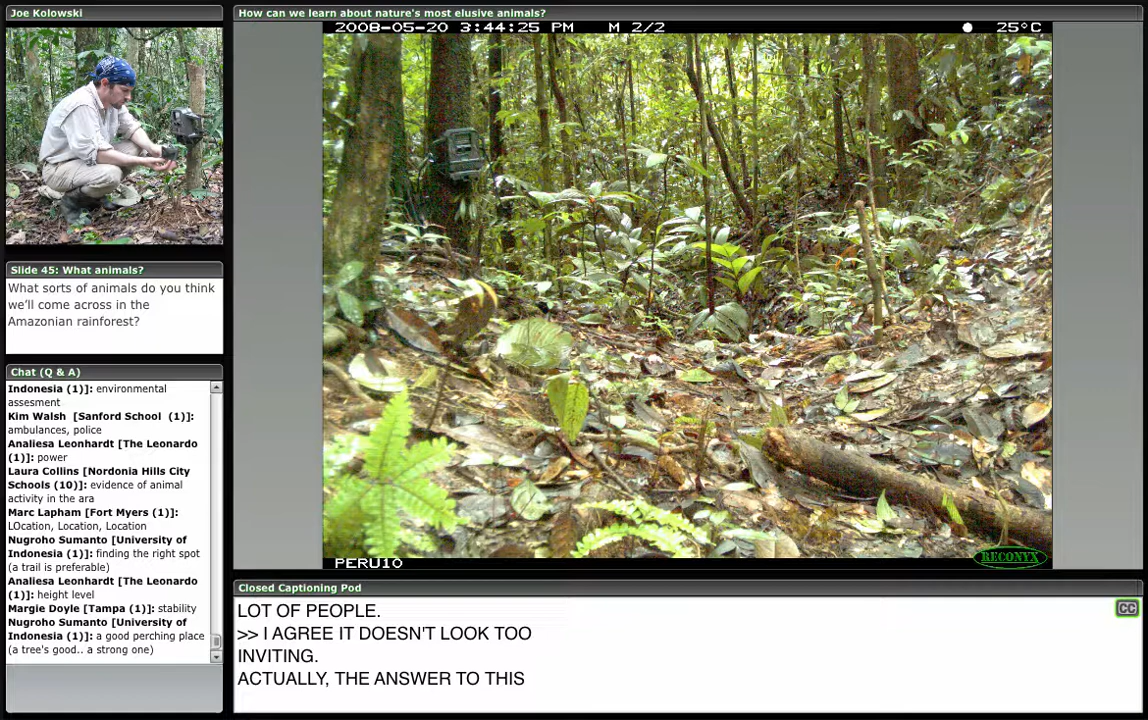 Joe Kolowski
How can we learn about nature's most elusive animals?
2008-05-20 3:44:25 PM M 2/2 25°C
Slide 45: What animals?
What sorts of animals do you think
we'll come across in the
Amazonian rainforest?
Chat (Q & A)
Indonesia (1)]: environmental
assesment
Kim Walsh [Sanford School (1)]:
ambulances, police
Analiesa Leonhardt [The Leonardo
(1)]: power
Laura Collins [Nordonia Hills City
Schools (10)]: evidence of animal
activity in the ara
Marc Lapham [Fort Myers (1)]:
LOcation, Location, Location
Nugroho Sumanto [University of
Indonesia (1)]: finding the right spot
(a trail is preferable)
Analiesa Leonhardt [The Leonardo
(1)]: height level
Margie Doyle [Tampa (1)]: stability
Nugroho Sumanto [University of
Indonesia (1)]: a good perching place
(a tree's good.. a strong one)
PERU10
RECONYX
Closed Captioning Pod
LOT OF PEOPLE.
>> I AGREE IT DOESN'T LOOK TOO
INVITING.
ACTUALLY, THE ANSWER TO THIS
CC